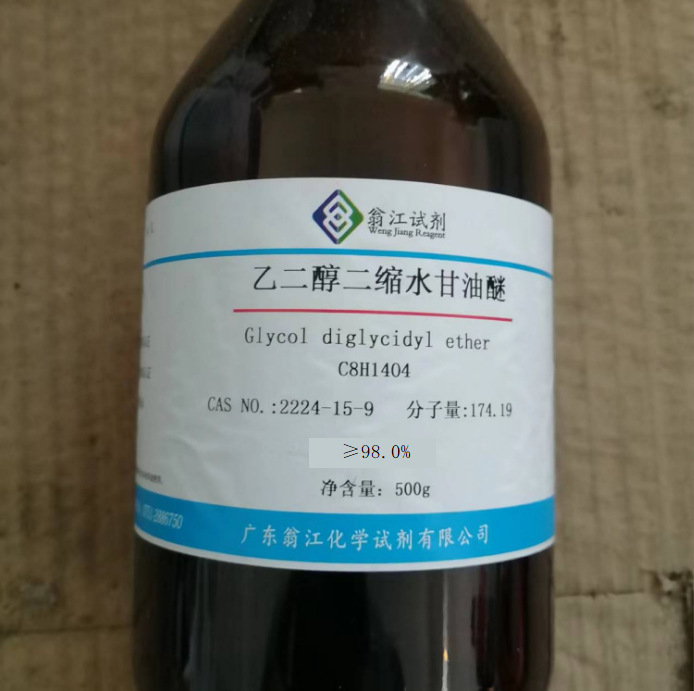 翁江试剂
Weng Jiang Reagent
乙二醇二缩水甘油醚
Glycol diglycidyl ether
C8H14O4
CAS NO.:2224-15-9 分子量:174.19
≥98.0%
净含量: 500g
广东翁江化学试剂有限公司